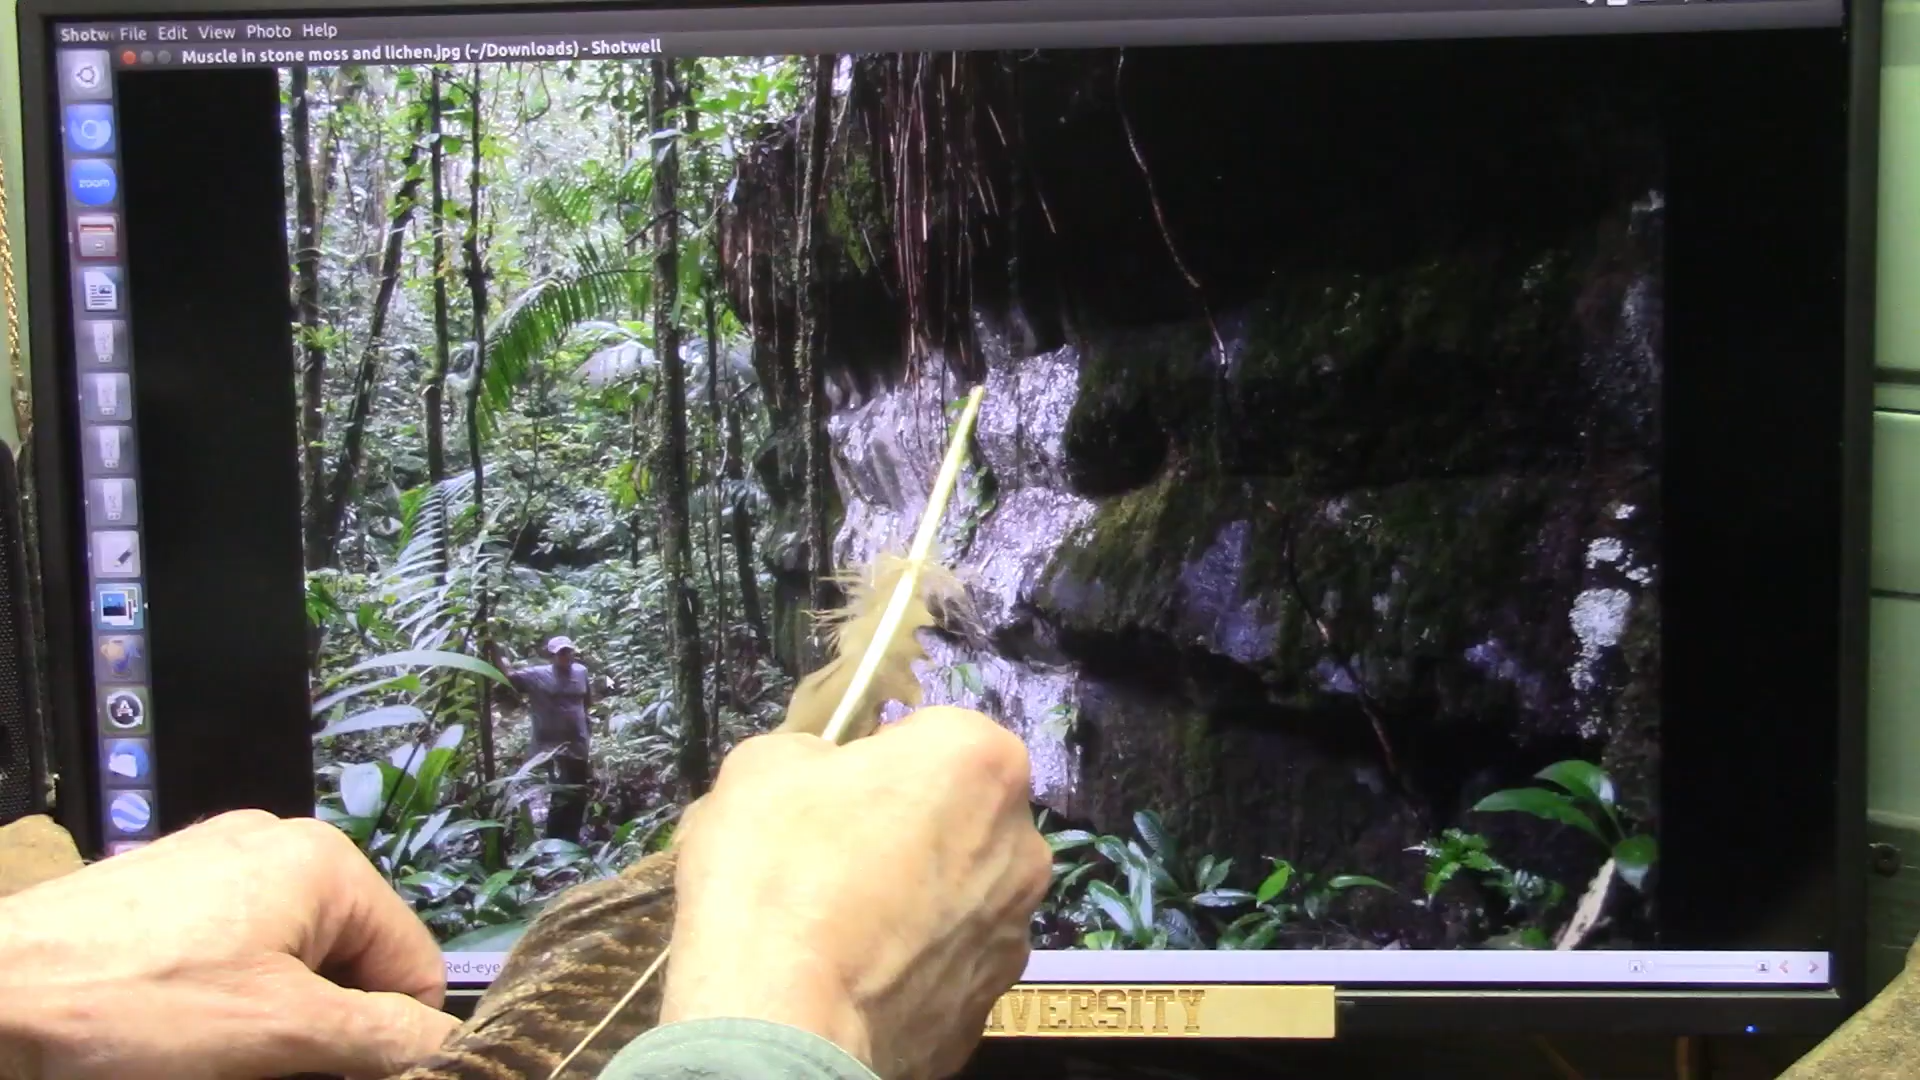 Shotw File Edit View Photo Help
Muscle in stone moss and lichen.jpg (~/Downloads) - Shotwell
zoom
A
Red-eye
IVERSITY